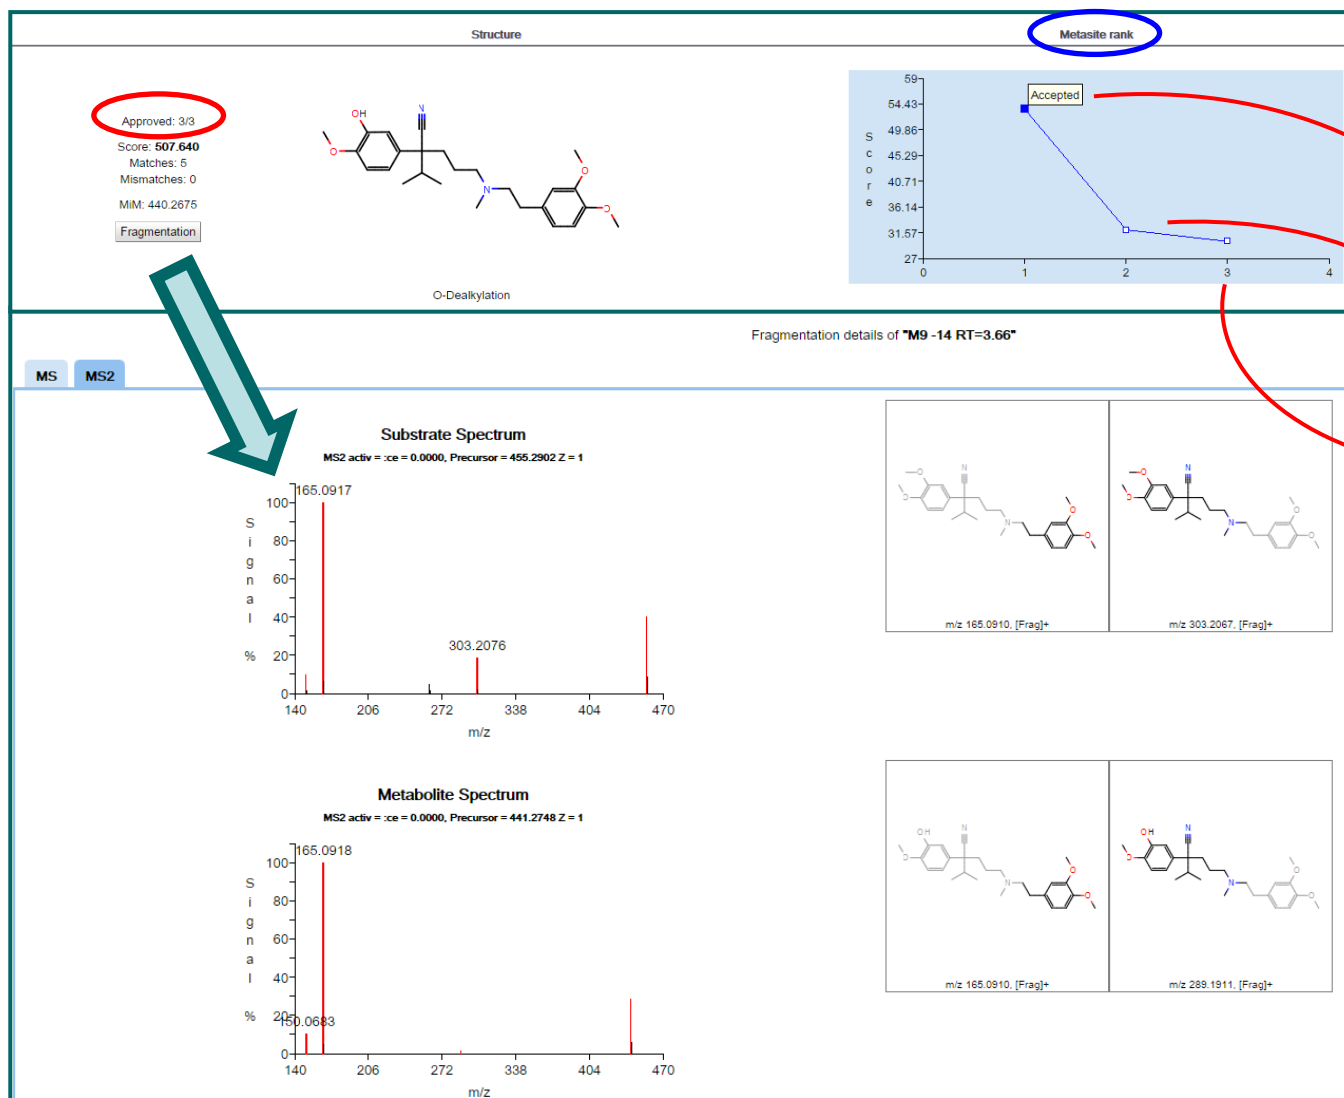 Structure
Metasite rank
Approved: 3/3
Score: 507.640
Matches: 5
Mismatches: 0
MiM: 440.2675
Fragmentation
OH
N
O
N
O
O
O-Dealkylation
Score
59
54.43
49.86
45.29
40.71
36.14
31.57
27
0 1 2 3 4
Accepted
Fragmentation details of "M9 -14 RT=3.66"
MS MS2
Substrate Spectrum
MS2 activ = :ce = 0.0000, Precursor = 455.2902 Z = 1
Signal %
165.0917
303.2076
100
80
60
40
20
0
140 206 272 338 404 470
m/z
N
O
O
N
O
O
m/z 165.0910, [Frag]+
N
O
O
N
O
O
m/z 303.2067, [Frag]+
Metabolite Spectrum
MS2 activ = :ce = 0.0000, Precursor = 441.2748 Z = 1
Signal %
165.0918
150.0683
100
80
60
40
20
0
140 206 272 338 404 470
m/z
OH
N
O
N
O
O
m/z 165.0910, [Frag]+
OH
N
O
N
O
O
m/z 289.1911, [Frag]+